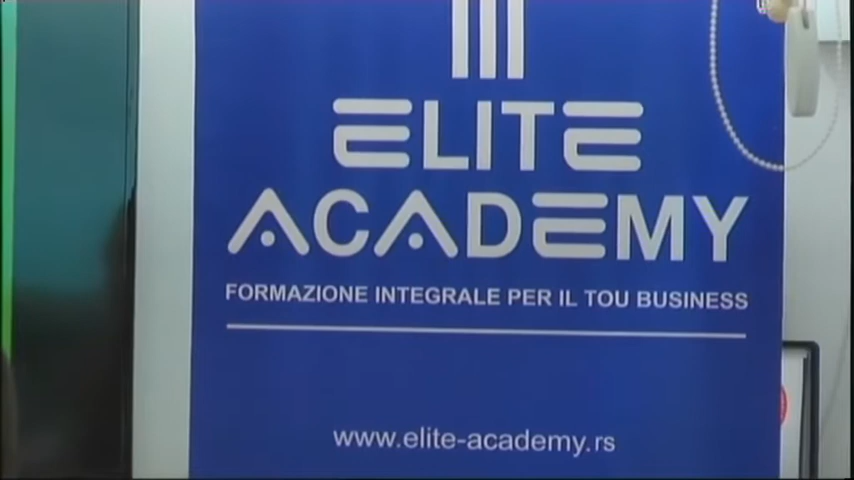 ELITE
ACADEMY
FORMAZIONE INTEGRALE PER IL TOU BUSINESS
www.elite-academy.rs